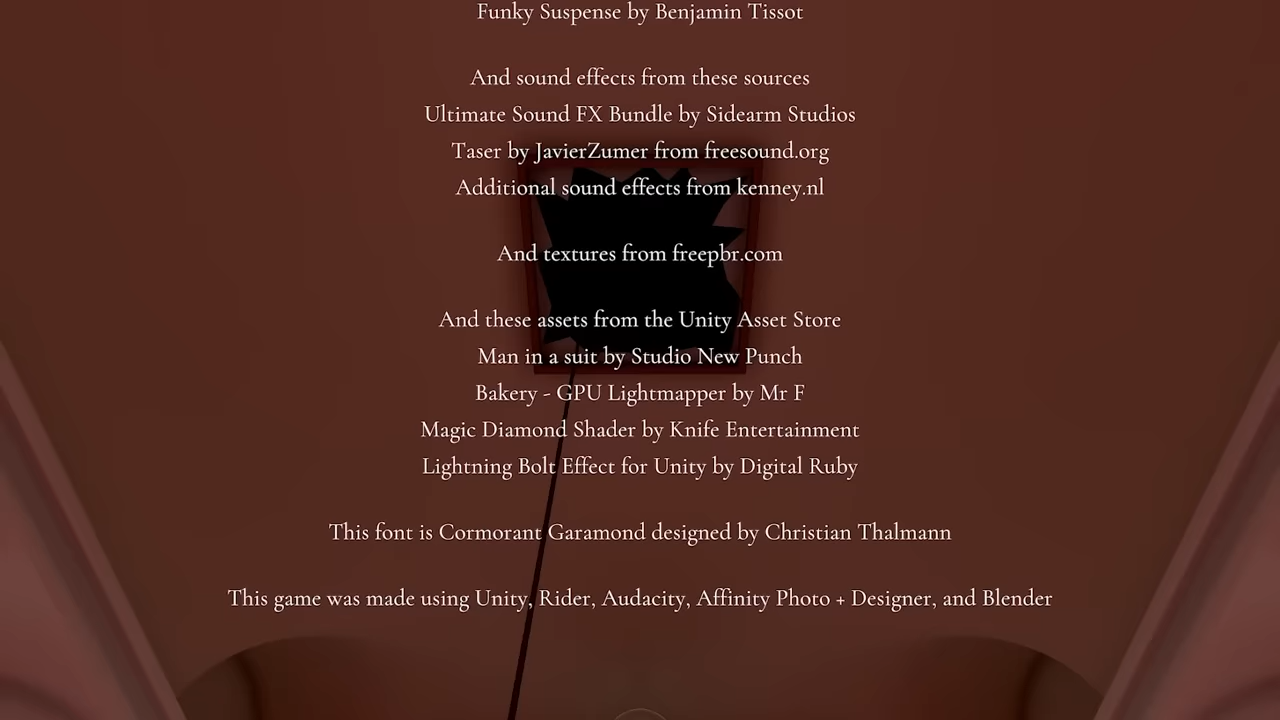 Funky Suspense by Benjamin Tissot
And sound effects from these sources
Ultimate Sound FX Bundle by Sidearm Studios
Taser by JavierZumer from freesound.org
Additional sound effects from kenney.nl
And textures from freepbr.com
And these assets from the Unity Asset Store
Man in a suit by Studio New Punch
Bakery - GPU Lightmapper by Mr F
Magic Diamond Shader by Knife Entertainment
Lightning Bolt Effect for Unity by Digital Ruby
This font is Cormorant Garamond designed by Christian Thalmann
This game was made using Unity, Rider, Audacity, Affinity Photo + Designer, and Blender